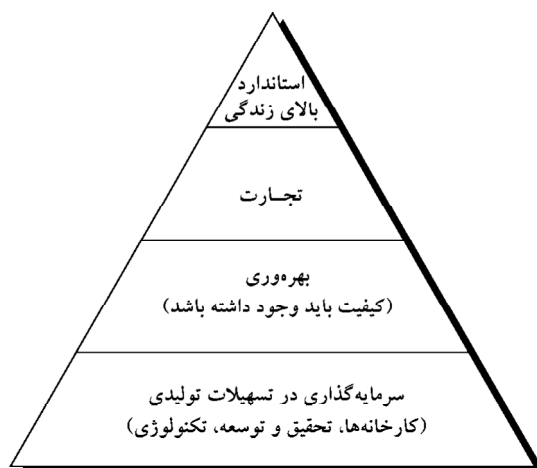 استاندارد
بالای زندگی
تجـارت
بهره‌وری
(کیفیت باید وجود داشته باشد)
سرمایه‌گذاری در تسهیلات تولیدی
(کارخانه‌ها، تحقیق و توسعه، تکنولوژی)